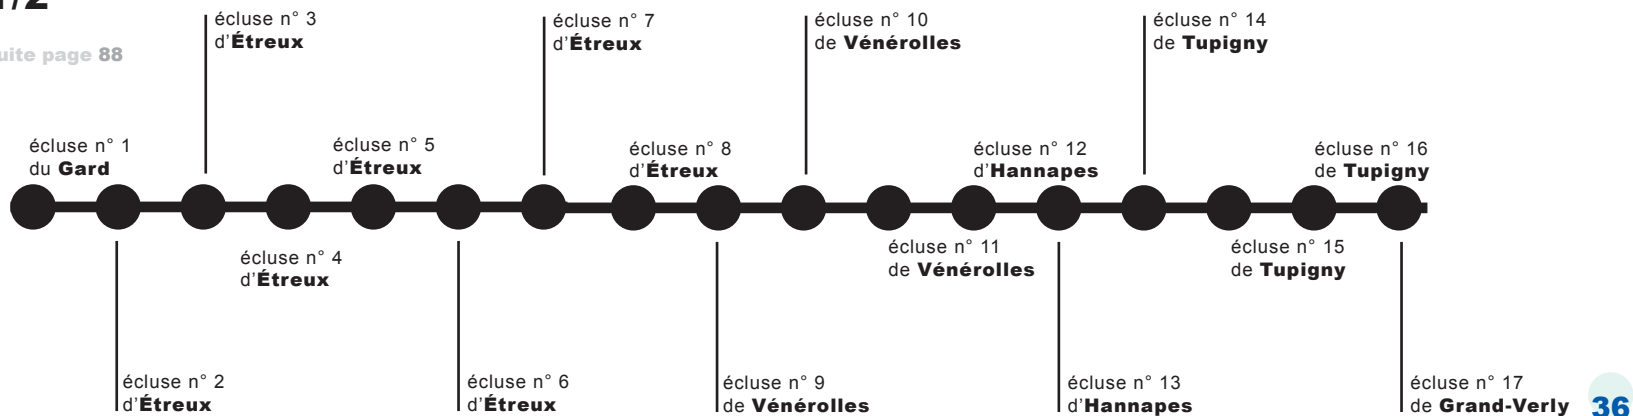 1/2
suite page 88
écluse n° 3
d'Étreux
écluse n° 7
d'Étreux
écluse n° 10
de Vénérolles
écluse n° 14
de Tupigny
écluse n° 1
du Gard
écluse n° 5
d'Étreux
écluse n° 8
d'Étreux
écluse n° 12
d'Hannapes
écluse n° 16
de Tupigny
écluse n° 4
d'Étreux
écluse n° 11
de Vénérolles
écluse n° 15
de Tupigny
écluse n° 2
d'Étreux
écluse n° 6
d'Étreux
écluse n° 9
de Vénérolles
écluse n° 13
d'Hannapes
écluse n° 17
de Grand-Verly
36